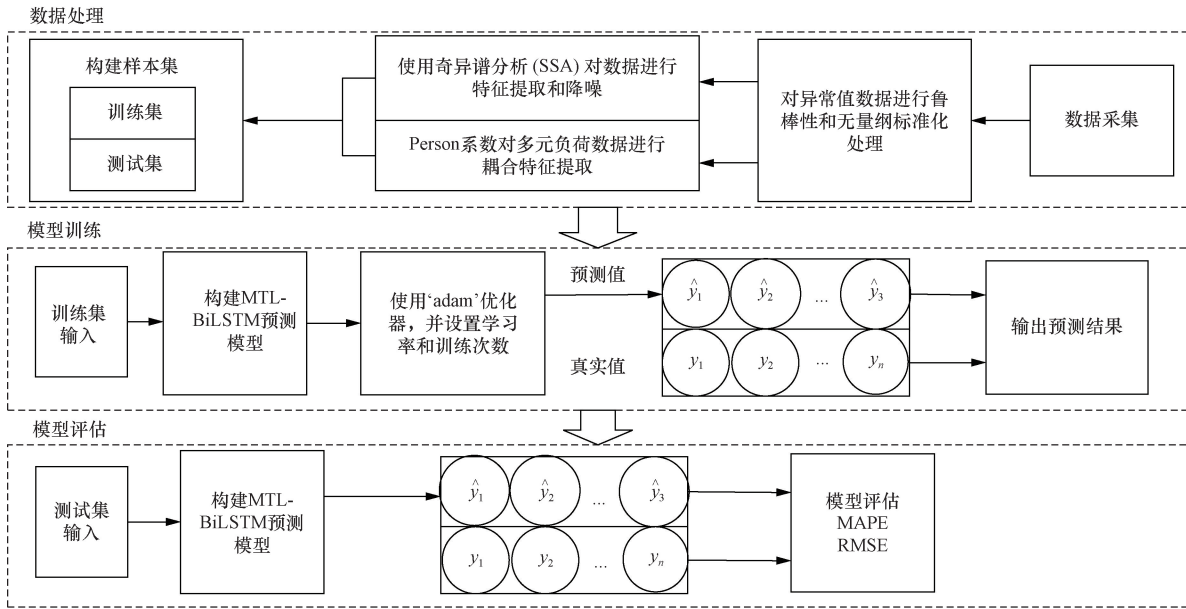 数据处理
构建样本集
训练集
测试集
使用奇异谱分析 (SSA) 对数据进行
特征提取和降噪
Person系数对多元负荷数据进行
耦合特征提取
对异常值数据进行鲁
棒性和无量纲标准化
处理
数据采集
模型训练
训练集
输入
构建MTL-
BiLSTM预测
模型
使用‘adam’优化
器，并设置学习
率和训练次数
预测值
真实值
ŷ₁ ŷ₂ ... ŷ₃
y₁ y₂ ... yₙ
输出预测结果
模型评估
测试集
输入
构建MTL-
BiLSTM预测
模型
ŷ₁ ŷ₂ ... ŷ₃
y₁ y₂ ... yₙ
模型评估
MAPE
RMSE